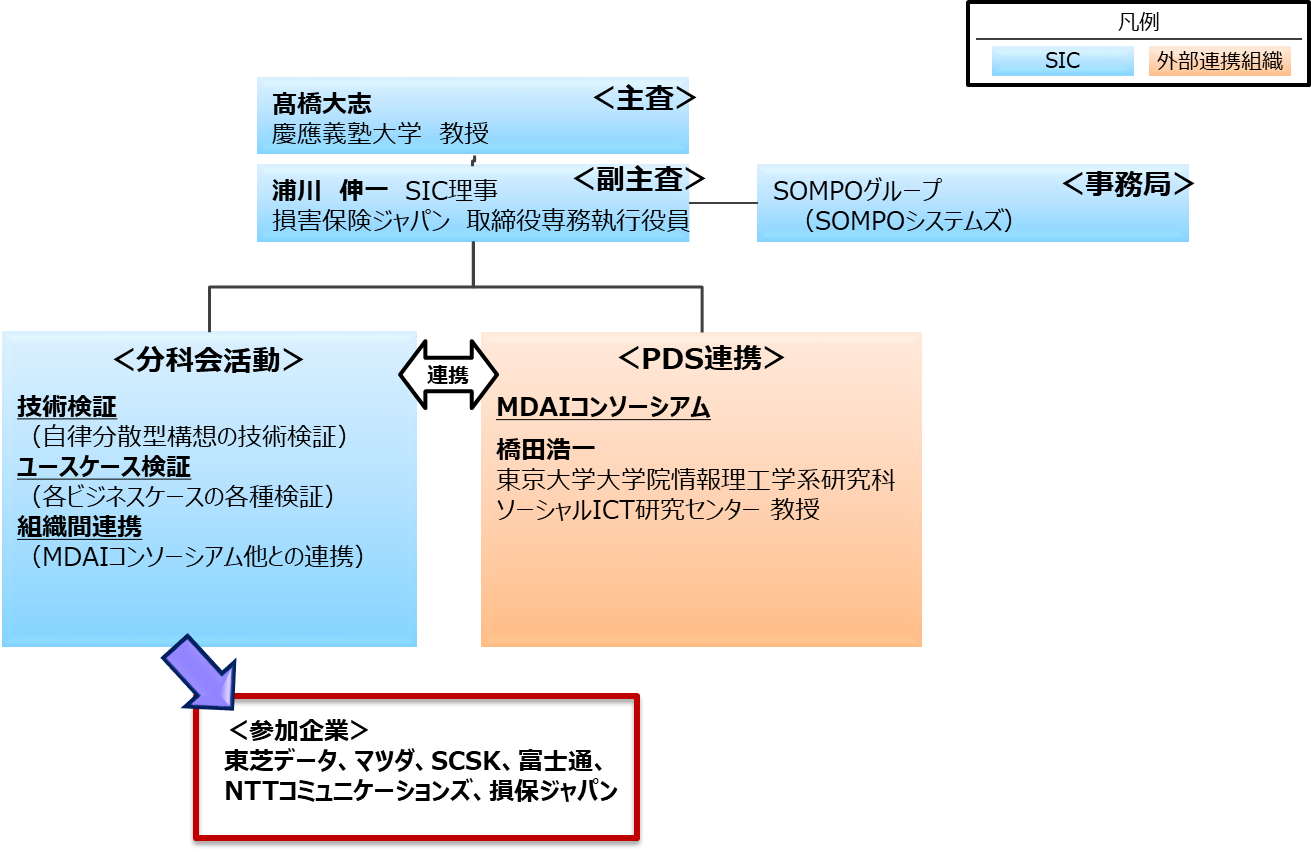 凡例
SIC
外部連携組織
＜主査＞
髙橋大志
慶應義塾大学　教授
＜副主査＞
浦川　伸一　SIC理事
損害保険ジャパン　取締役専務執行役員
＜事務局＞
SOMPOグループ
（SOMPOシステムズ）
＜分科会活動＞
技術検証
（自律分散型構想の技術検証）
ユースケース検証
（各ビジネスケースの各種検証）
組織間連携
（MDAIコンソーシアム他との連携）
連携
＜PDS連携＞
MDAIコンソーシアム
橋田浩一
東京大学大学院情報理工学系研究科
ソーシャルICT研究センター 教授
＜参加企業＞
東芝データ、マツダ、SCSK、富士通、
NTTコミュニケーションズ、損保ジャパン